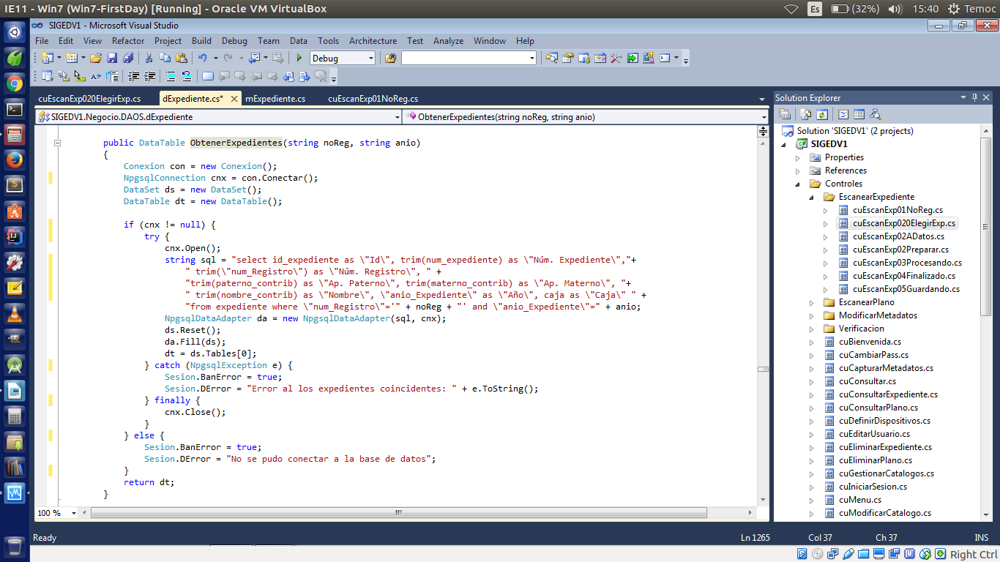 IE11 - Win7 (Win7-FirstDay) [Running] - Oracle VM VirtualBox
Es (32%) 15:40 Temoc
SIGEDV1 - Microsoft Visual Studio
File Edit View Refactor Project Build Debug Team Data Tools Architecture Test Analyze Window Help
Debug
cuEscanExp020ElegirExp.cs dExpediente.cs* mExpediente.cs cuEscanExp01NoReg.cs
SIGEDV1.Negocio.DAOS.dExpediente ObtenerExpedientes(string noReg, string anio)
public DataTable ObtenerExpedientes(string noReg, string anio)
{
Conexion con = new Conexion();
NpgsqlConnection cnx = con.Conectar();
DataSet ds = new DataSet();
DataTable dt = new DataTable();
if (cnx != null) {
try {
cnx.Open();
string sql = "select id_expediente as \"Id\", trim(num_expediente) as \"Núm. Expediente\","+
" trim(\"num_Registro\") as \"Núm. Registro\", " +
"trim(paterno_contrib) as \"Ap. Paterno\", trim(materno_contrib) as \"Ap. Materno\", "+
" trim(nombre_contrib) as \"Nombre\", \"anio_Expediente\" as \"Año\", caja as \"Caja\" " +
"from expediente where \"num_Registro\"='" + noReg + "' and \"anio_Expediente\"=" + anio;
NpgsqlDataAdapter da = new NpgsqlDataAdapter(sql, cnx);
ds.Reset();
da.Fill(ds);
dt = ds.Tables[0];
} catch (NpgsqlException e) {
Sesion.BanError = true;
Sesion.DError = "Error al los expedientes coincidentes: " + e.ToString();
} finally {
cnx.Close();
}
} else {
Sesion.BanError = true;
Sesion.DError = "No se pudo conectar a la base de datos";
}
return dt;
}
100 %
Solution Explorer
Solution 'SIGEDV1' (2 projects)
SIGEDV1
Properties
References
Controles
EscanearExpediente
cuEscanExp01NoReg.cs
cuEscanExp020ElegirExp.cs
cuEscanExp02ADatos.cs
cuEscanExp02Preparar.cs
cuEscanExp03Procesando.cs
cuEscanExp04Finalizado.cs
cuEscanExp05Guardando.cs
EscanearPlano
ModificarMetadatos
Verificacion
cuBienvenida.cs
cuCambiarPass.cs
cuCapturarMetadatos.cs
cuConsultar.cs
cuConsultarExpediente.cs
cuConsultarPlano.cs
cuDefinirDispositivos.cs
cuEditarUsuario.cs
cuEliminarExpediente.cs
cuEliminarPlano.cs
cuGestionarCatalogos.cs
cuIniciarSesion.cs
cuMenu.cs
cuModificarCatalogo.cs
Ready Ln 1265 Col 37 Ch 37 INS
Right Ctrl